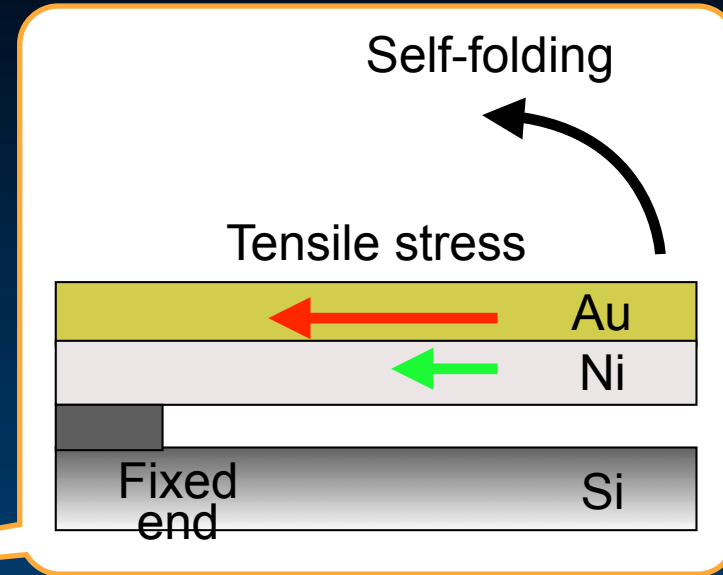 Self-folding
Tensile stress
Au
Ni
Fixed
end
Si